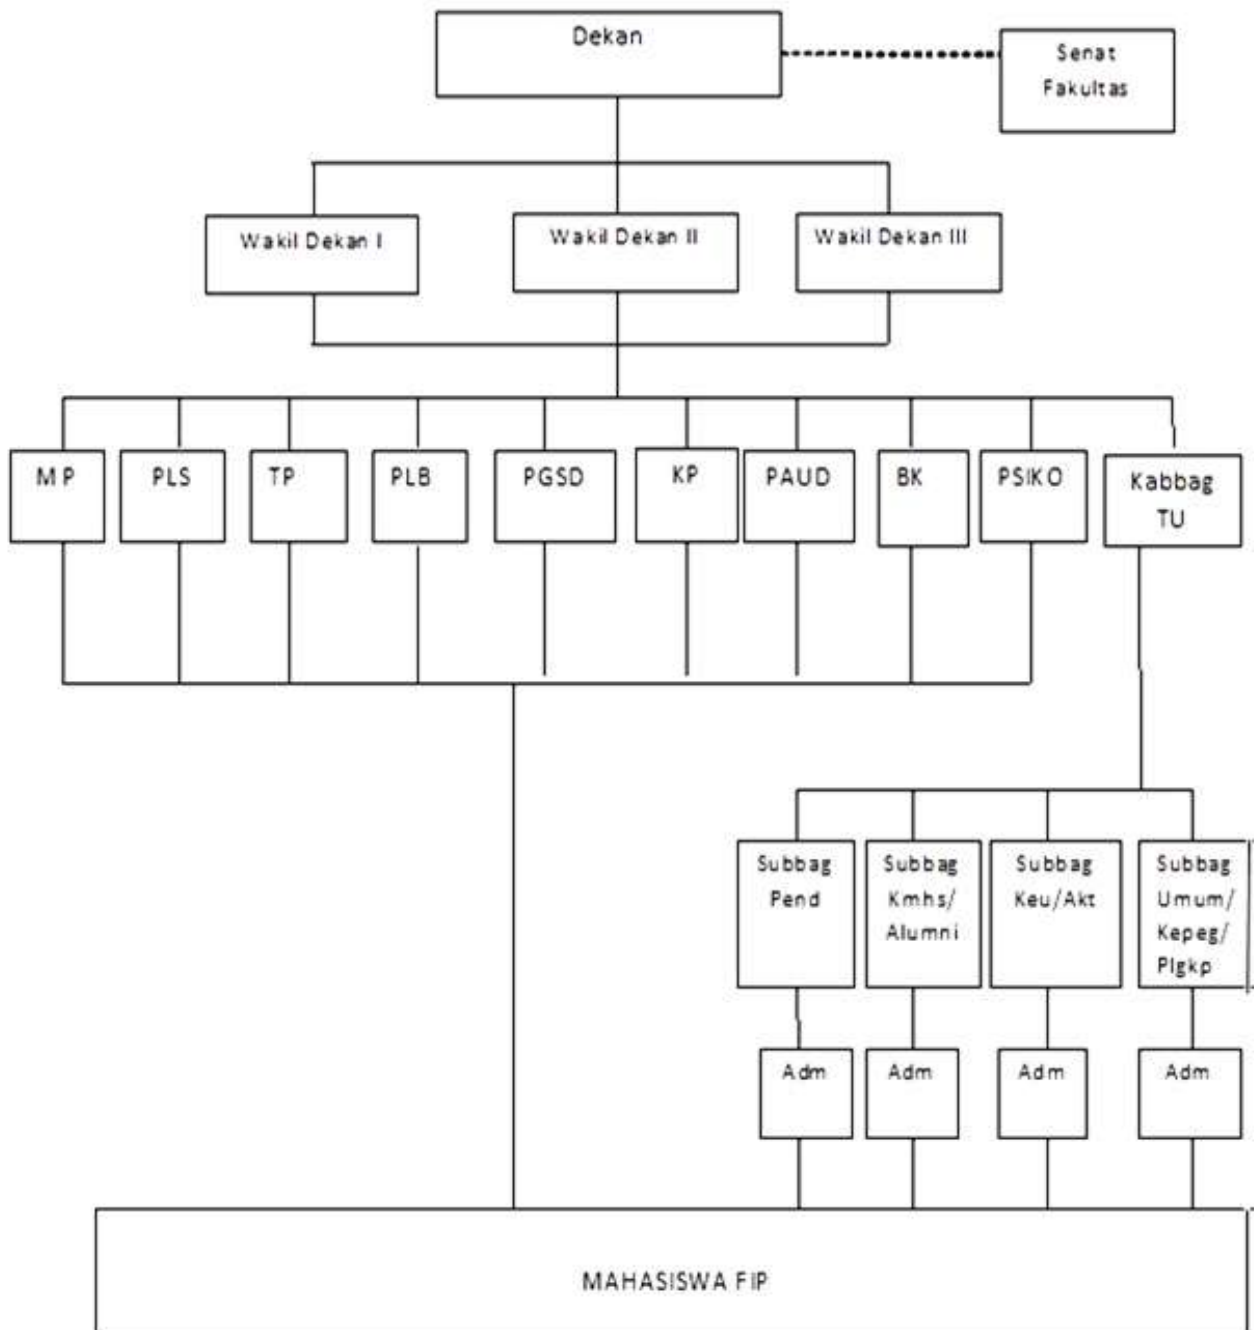 Dekan
Senat
Fakultas
Wakil Dekan I
Wakil Dekan II
Wakil Dekan III
MP
PLS
TP
PLB
PGSD
KP
PAUD
BK
PSIKO
Kabbag
TU
Subbag
Pend
Subbag
Kmhs/
Alumni
Subbag
Keu/Akt
Subbag
Umum/
Kepeg/
Plgkp
Adm
Adm
Adm
Adm
MAHASISWA FIP